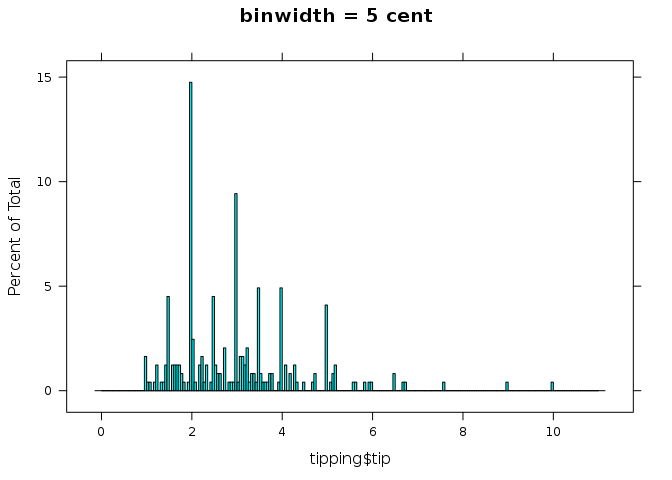 binwidth = 5 cent
Percent of Total
15
10
5
0
0 2 4 6 8 10
tipping$tip